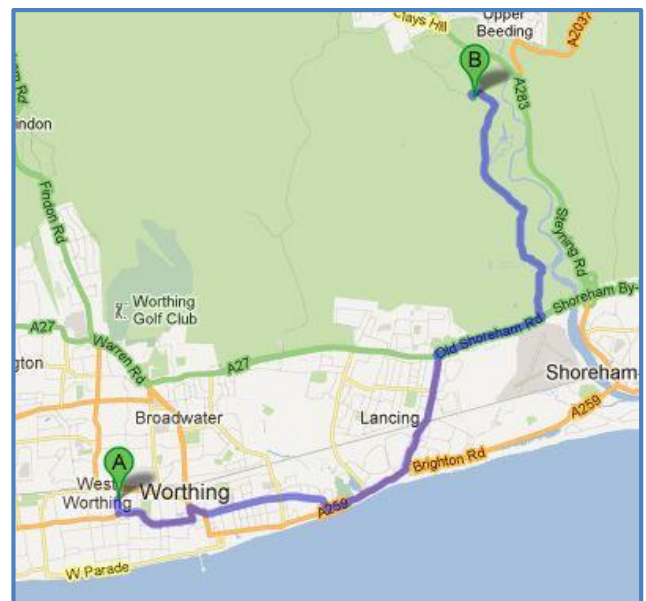 Clays Hill
Upper
Beeding
A2037
B
A283
indon
Findon Rd
Steyning Rd
Worthing
Golf Club
Shoreham By-
A27
Warren Rd
Old Shoreham Rd
A27
gton
Shoreham
Broadwater
Lancing
A259
Brighton Rd
A
West
Worthing
Worthing
A259
W Parade